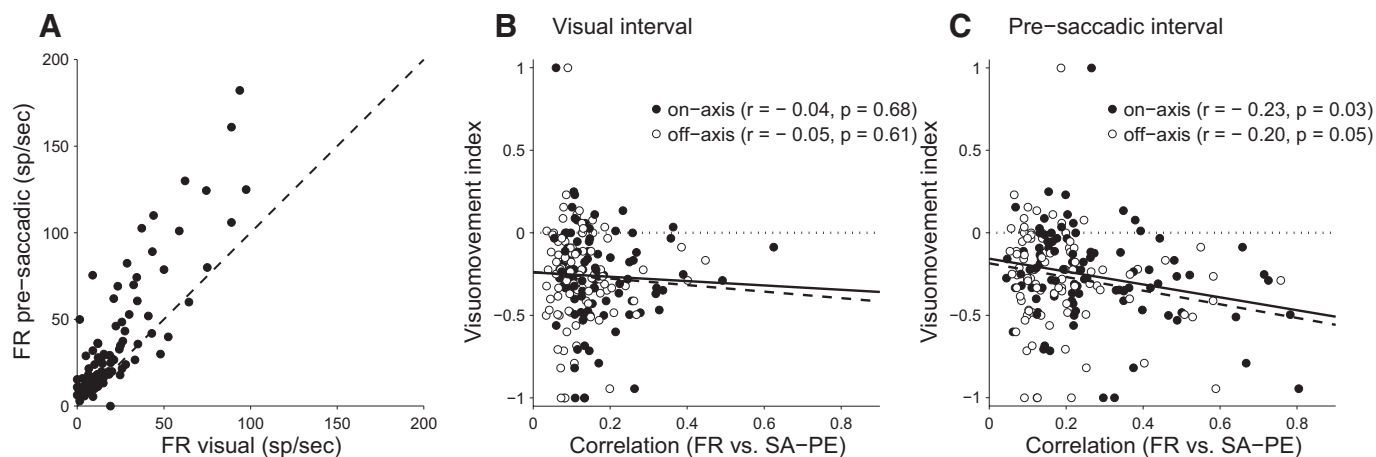 A
B Visual interval
C Pre−saccadic interval
FR pre−saccadic (sp/sec)
200
150
100
50
0
0 50 100 150 200
FR visual (sp/sec)
Visuomovement index
1
0.5
0
−0.5
−1
on−axis (r = − 0.04, p = 0.68)
off−axis (r = − 0.05, p = 0.61)
0 0.2 0.4 0.6 0.8
Correlation (FR vs. SA−PE)
Visuomovement index
1
0.5
0
−0.5
−1
on−axis (r = − 0.23, p = 0.03)
off−axis (r = − 0.20, p = 0.05)
0 0.2 0.4 0.6 0.8
Correlation (FR vs. SA−PE)